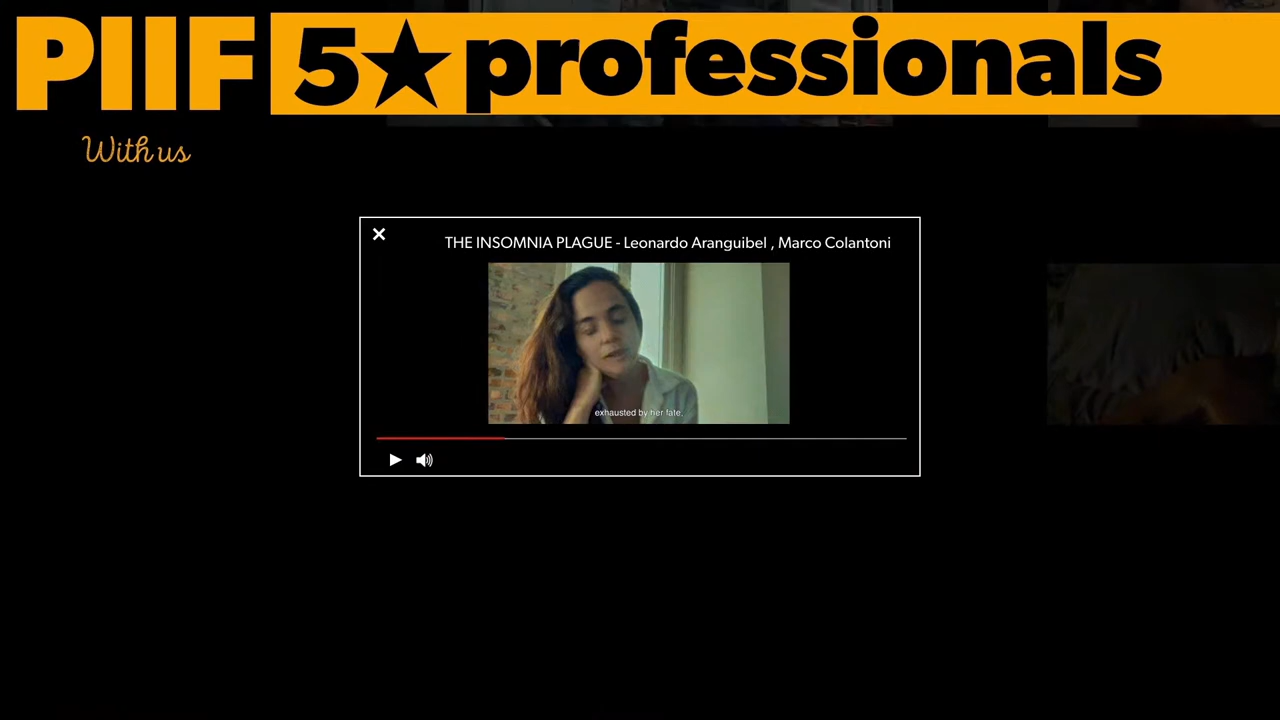 PIIF 5★professionals
With us
THE INSOMNIA PLAGUE - Leonardo Aranguibel , Marco Colantoni
exhausted by her fate.